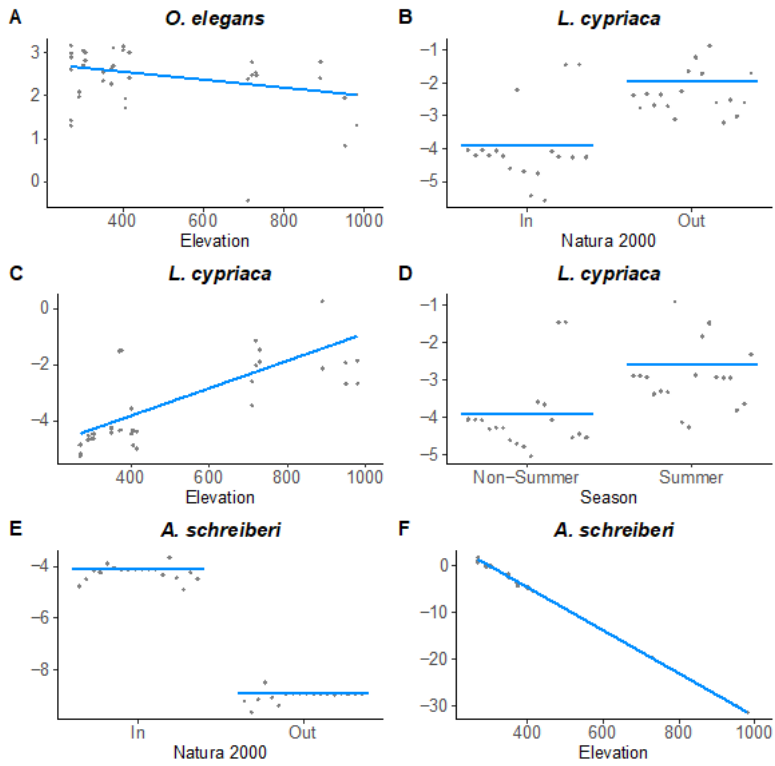 A O. elegans
3
2
1
0
400 600 800 1000
Elevation
B L. cypriaca
−1
−2
−3
−4
−5
In Out
Natura 2000
C L. cypriaca
0
−2
−4
400 600 800 1000
Elevation
D L. cypriaca
−1
−2
−3
−4
−5
Non−Summer Summer
Season
E A. schreiberi
−4
−6
−8
In Out
Natura 2000
F A. schreiberi
0
−10
−20
−30
400 600 800 1000
Elevation